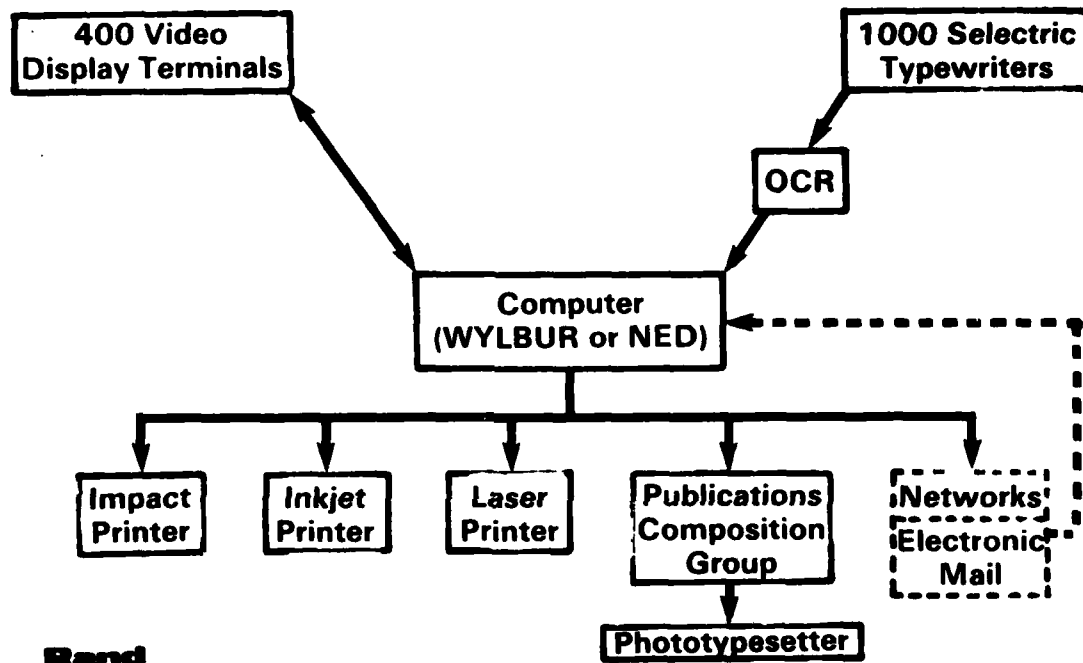 400 Video
Display Terminals
1000 Selectric
Typewriters
OCR
Computer
(WYLBUR or NED)
Impact
Printer
Inkjet
Printer
Laser
Printer
Publications
Composition
Group
Networks
Electronic
Mail
Phototypesetter
Rand